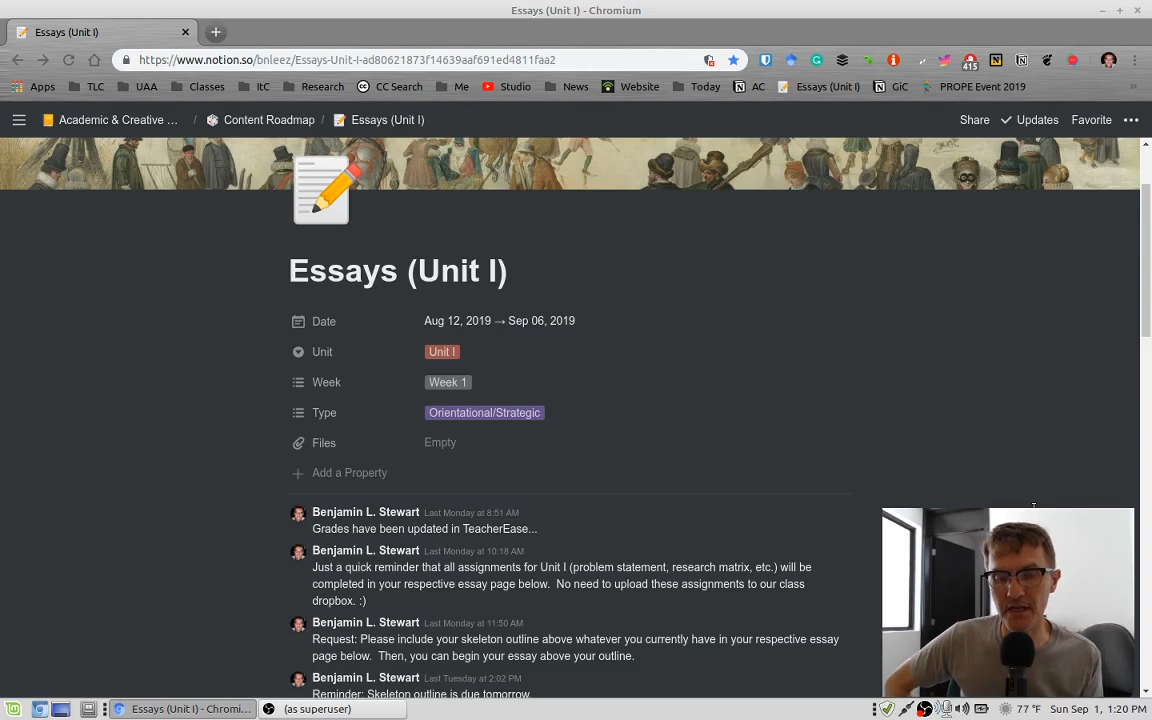 Essays (Unit I) - Chromium
Essays (Unit I)
https://www.notion.so/bnleez/Essays-Unit-I-ad80621873f14639aaf691ed4811faa2
415
Apps TLC UAA Classes ItC Research CC Search Me Studio News Website Today AC Essays (Unit I) GiC PROPE Event 2019
Academic & Creative ... / Content Roadmap / Essays (Unit I) Share Updates Favorite
Essays (Unit I)
Date Aug 12, 2019 → Sep 06, 2019
Unit Unit I
Week Week 1
Type Orientational/Strategic
Files Empty
Add a Property
Benjamin L. Stewart Last Monday at 8:51 AM
Grades have been updated in TeacherEase...
Benjamin L. Stewart Last Monday at 10:18 AM
Just a quick reminder that all assignments for Unit I (problem statement, research matrix, etc.) will be
completed in your respective essay page below. No need to upload these assignments to our class
dropbox. :)
Benjamin L. Stewart Last Monday at 11:50 AM
Request: Please include your skeleton outline above whatever you currently have in your respective essay
page below. Then, you can begin your essay above your outline.
Benjamin L. Stewart Last Tuesday at 2:02 PM
Reminder: Skeleton outline is due tomorrow.
Essays (Unit I) - Chromi... (as superuser) 77 °F Sun Sep 1, 1:20 PM